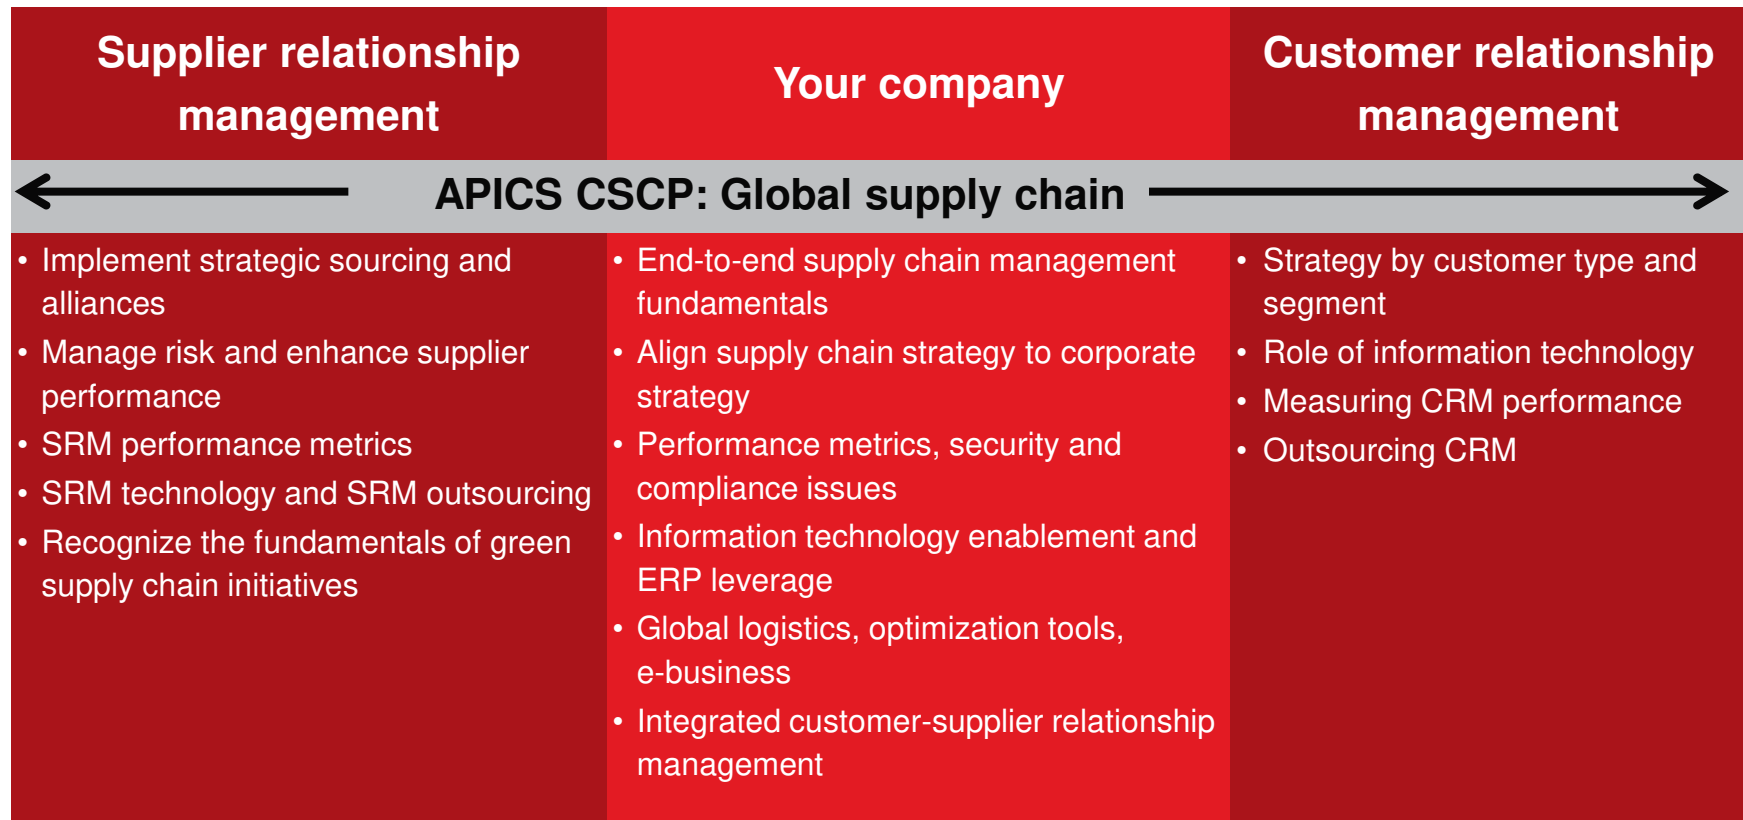 Supplier relationship
management
Your company
Customer relationship
management
APICS CSCP: Global supply chain
• Implement strategic sourcing and
alliances
• Manage risk and enhance supplier
performance
• SRM performance metrics
• SRM technology and SRM outsourcing
• Recognize the fundamentals of green
supply chain initiatives
• End-to-end supply chain management
fundamentals
• Align supply chain strategy to corporate
strategy
• Performance metrics, security and
compliance issues
• Information technology enablement and
ERP leverage
• Global logistics, optimization tools,
e-business
• Integrated customer-supplier relationship
management
• Strategy by customer type and
segment
• Role of information technology
• Measuring CRM performance
• Outsourcing CRM